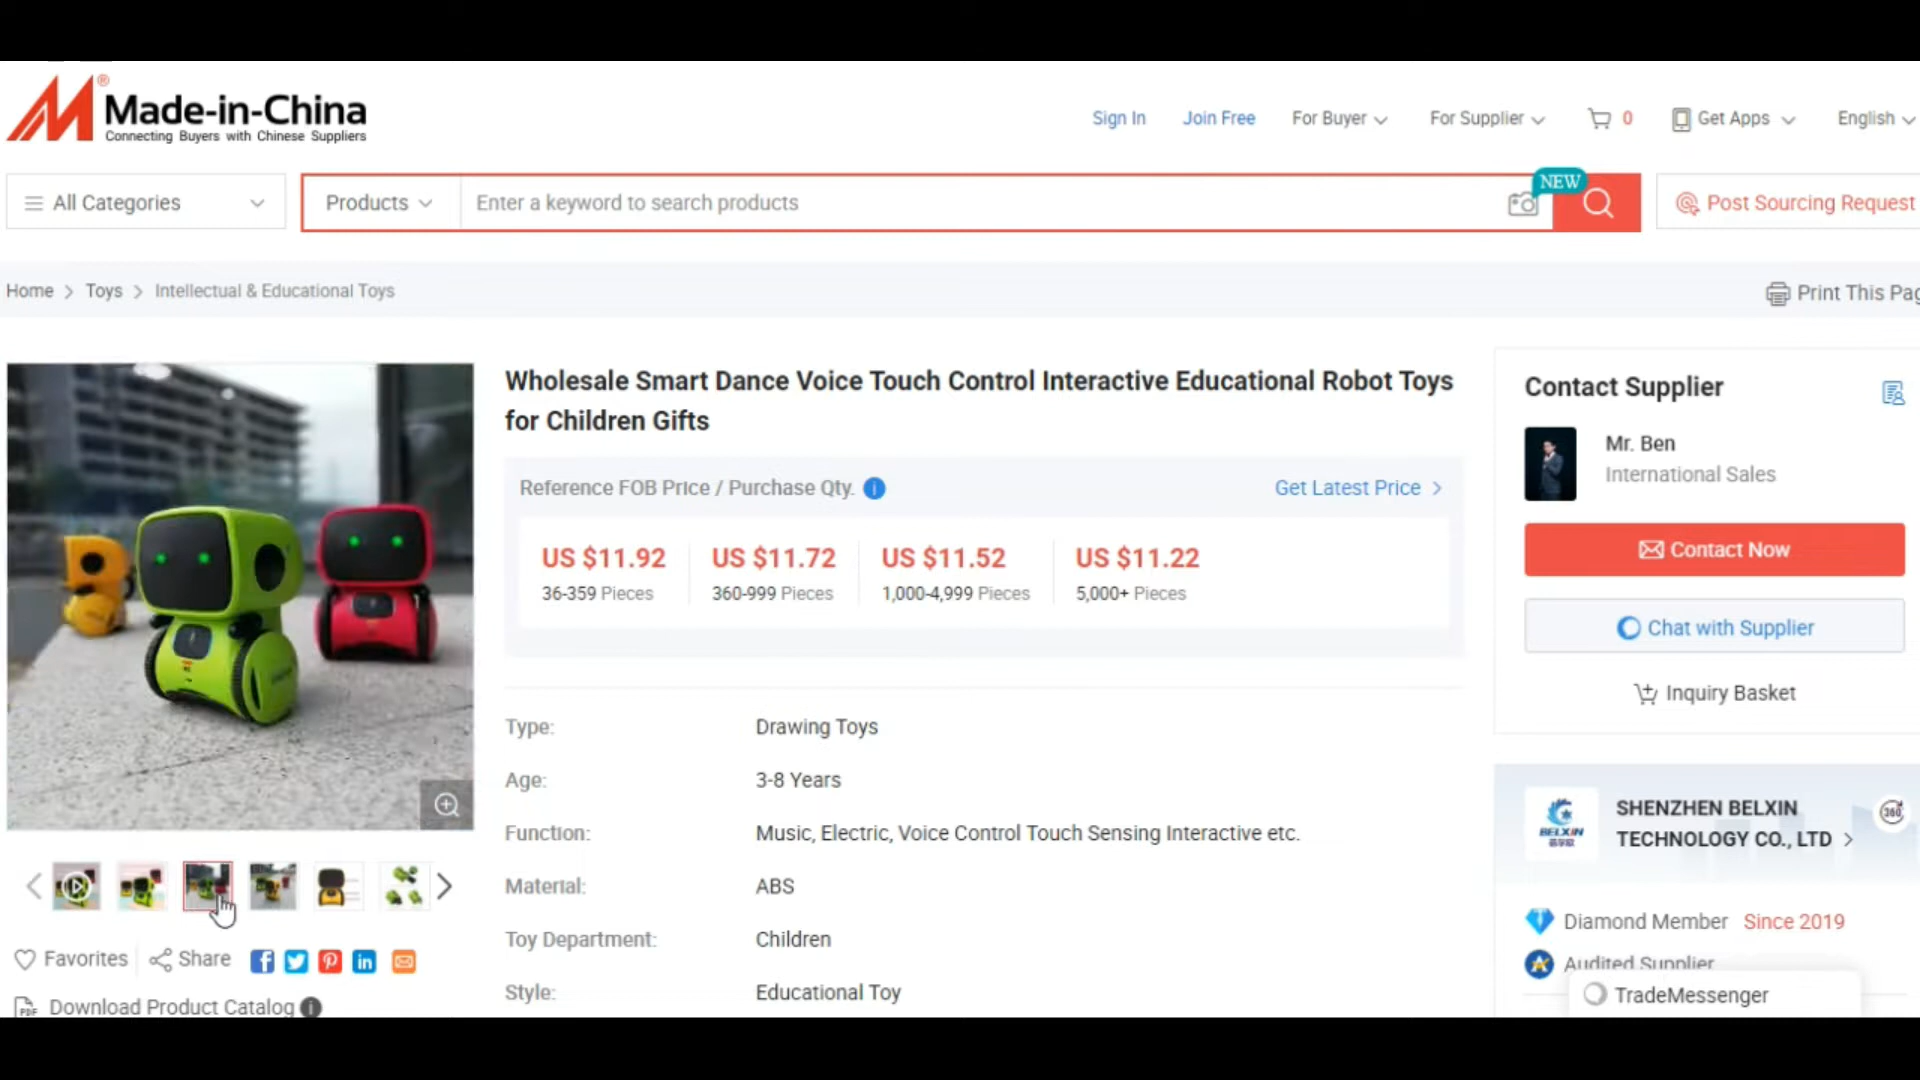 Made-in-China
®
Connecting Buyers with Chinese Suppliers
Sign In
Join Free
For Buyer
For Supplier
0
Get Apps
English
All Categories
Products
Enter a keyword to search products
NEW
Post Sourcing Request
Home > Toys > Intellectual & Educational Toys
Print This Pag
Wholesale Smart Dance Voice Touch Control Interactive Educational Robot Toys
for Children Gifts
Reference FOB Price / Purchase Qty.
Get Latest Price
US $11.92
36-359 Pieces
US $11.72
360-999 Pieces
US $11.52
1,000-4,999 Pieces
US $11.22
5,000+ Pieces
Type: Drawing Toys
Age: 3-8 Years
Function: Music, Electric, Voice Control Touch Sensing Interactive etc.
Material: ABS
Toy Department: Children
Style: Educational Toy
Favorites
Share
PDF Download Product Catalog
Contact Supplier
Mr. Ben
International Sales
Contact Now
Chat with Supplier
Inquiry Basket
BELXIN
SHENZHEN BELXIN
TECHNOLOGY CO., LTD
360
Diamond Member Since 2019
Audited Supplier
TradeMessenger